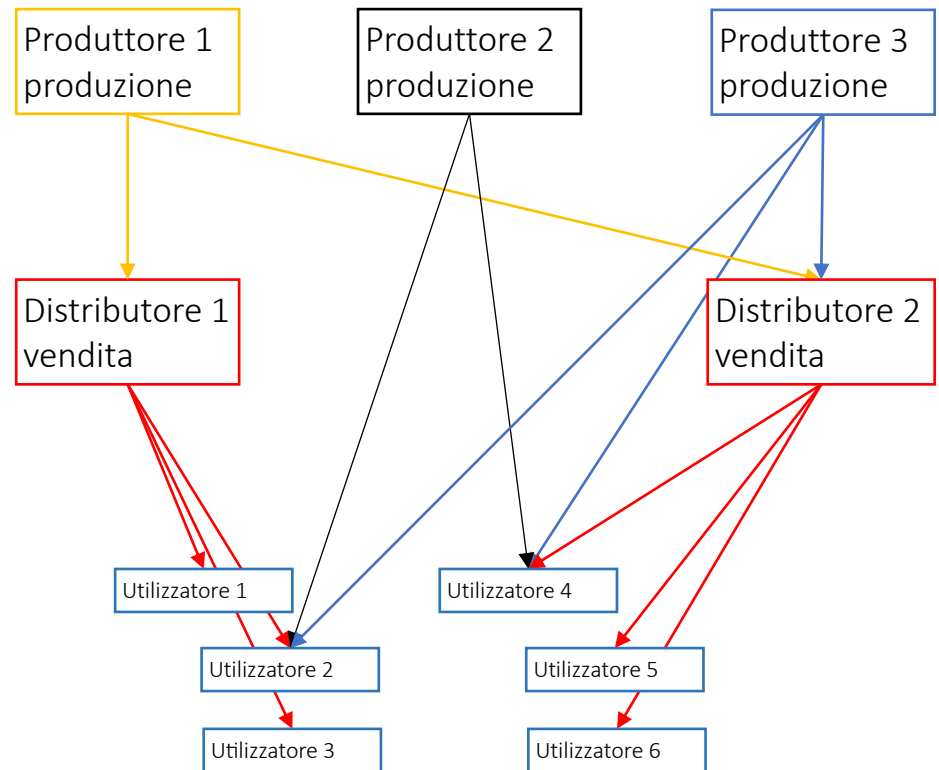 Produttore 1
produzione
Produttore 2
produzione
Produttore 3
produzione
Distributore 1
vendita
Distributore 2
vendita
Utilizzatore 1
Utilizzatore 4
Utilizzatore 2
Utilizzatore 5
Utilizzatore 3
Utilizzatore 6